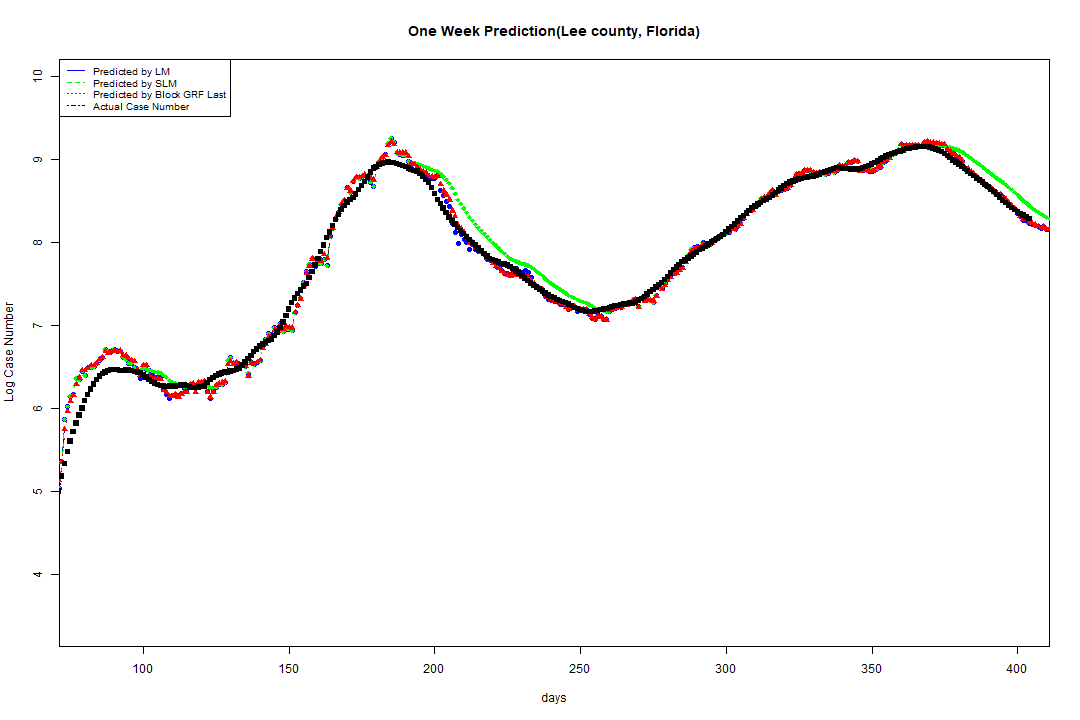 One Week Prediction(Lee county, Florida)
Predicted by LM
Predicted by SLM
Predicted by Block GRF Last
Actual Case Number
10
9
8
7
6
5
4
Log Case Number
100 150 200 250 300 350 400
days